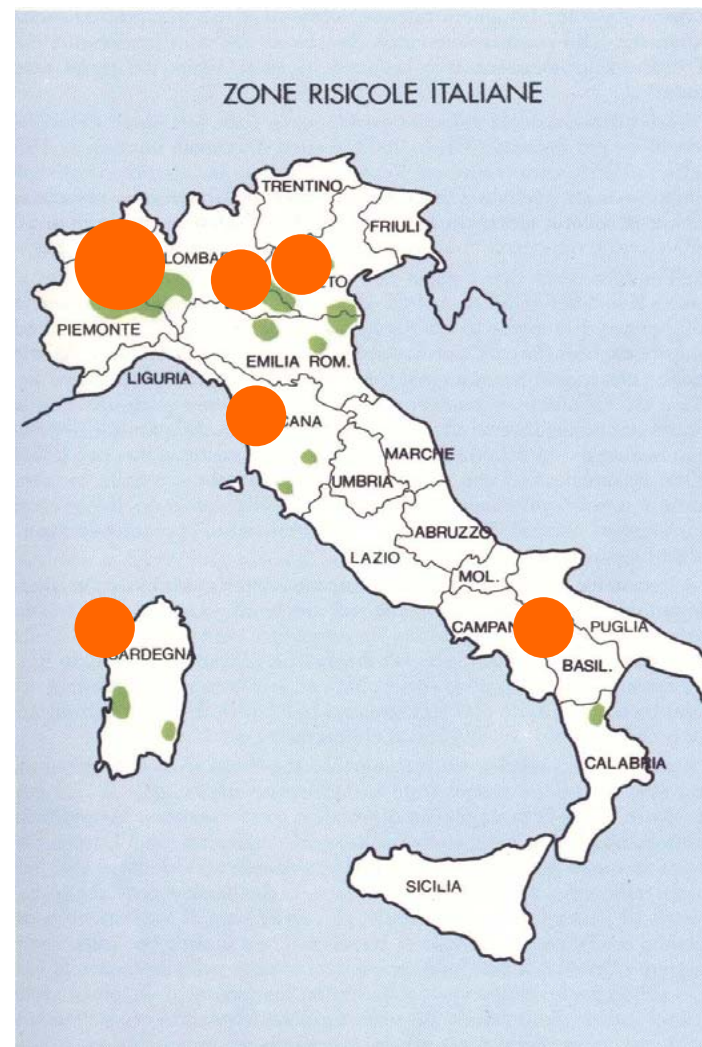 ZONE RISICOLE ITALIANE
TRENTINO
FRIULI
LOMBAR
ETO
PIEMONTE
EMILIA ROM.
LIGURIA
CANA
MARCHE
UMBRIA
ABRUZZO
LAZIO
MOL.
CAMPAN
PUGLIA
SARDEGNA
BASIL.
CALABRIA
SICILIA